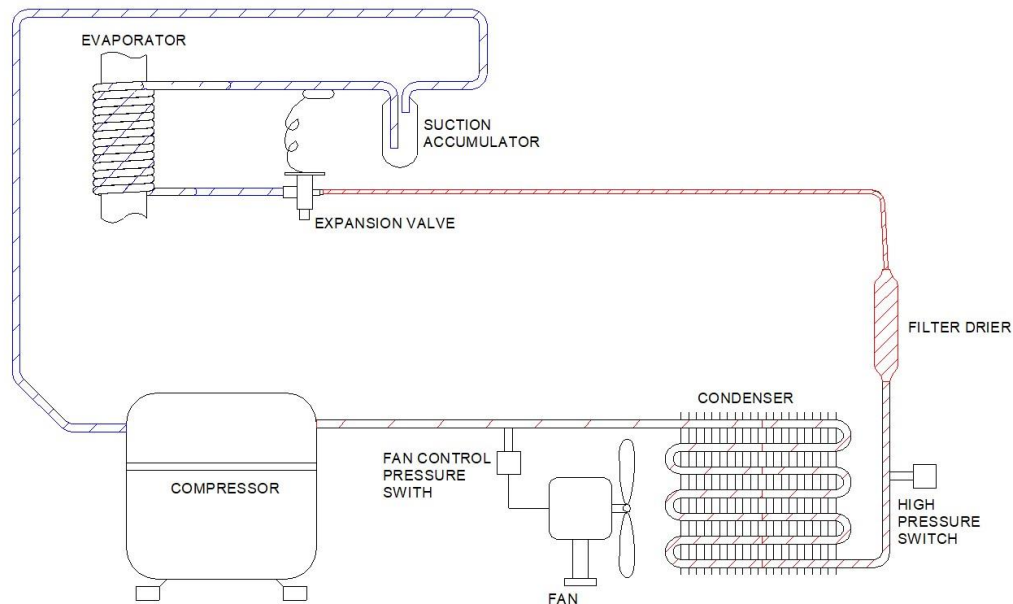 EVAPORATOR
SUCTION
ACCUMULATOR
EXPANSION VALVE
FILTER DRIER
CONDENSER
FAN CONTROL
PRESSURE
SWITH
COMPRESSOR
HIGH
PRESSURE
SWITCH
FAN